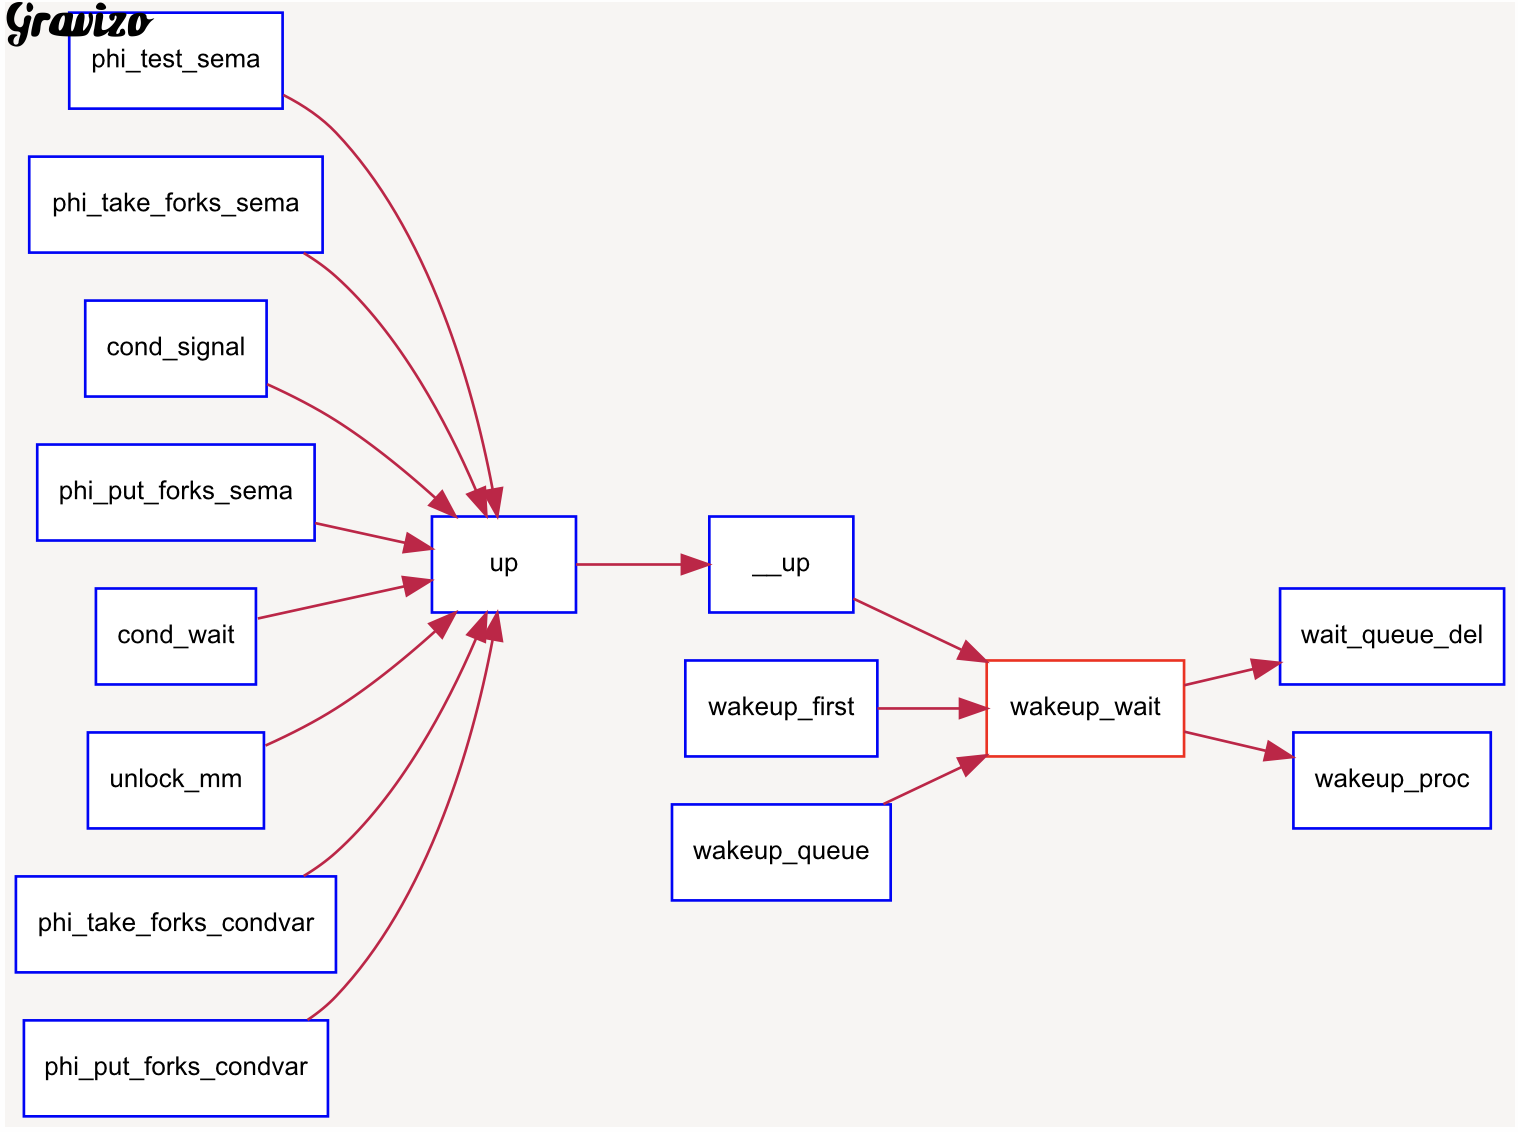 Gravizo
phi_test_sema
phi_take_forks_sema
cond_signal
phi_put_forks_sema
up
__up
cond_wait
wait_queue_del
wakeup_first
wakeup_wait
unlock_mm
wakeup_proc
wakeup_queue
phi_take_forks_condvar
phi_put_forks_condvar